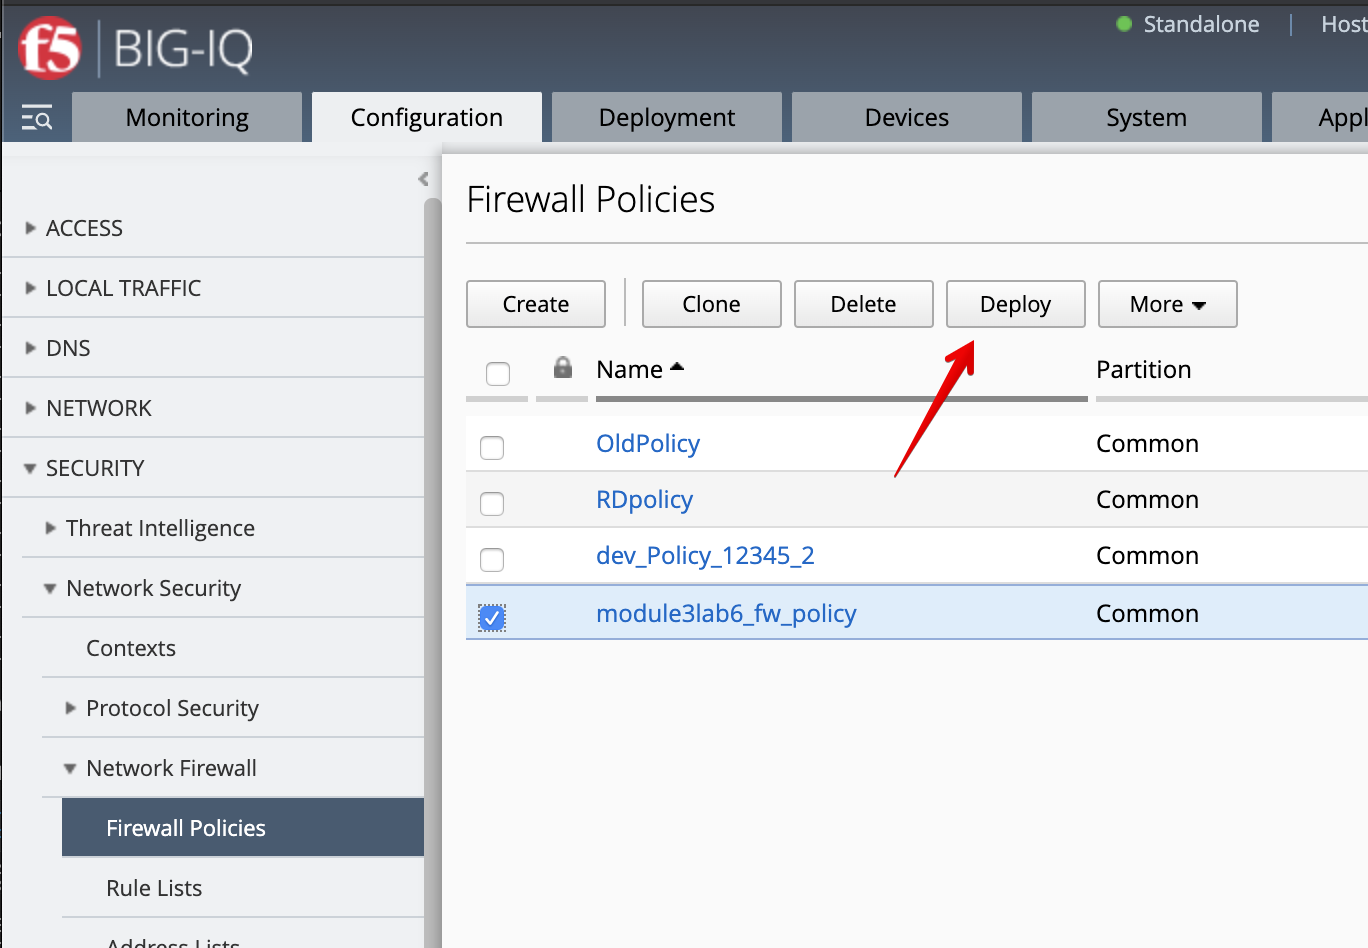 Standalone | Host
f5 | BIG-IQ
Monitoring Configuration Deployment Devices System Appl
Firewall Policies
Create Clone Delete Deploy More
Name Partition
OldPolicy Common
RDpolicy Common
dev_Policy_12345_2 Common
module3lab6_fw_policy Common
ACCESS
LOCAL TRAFFIC
DNS
NETWORK
SECURITY
Threat Intelligence
Network Security
Contexts
Protocol Security
Network Firewall
Firewall Policies
Rule Lists
Address Lists